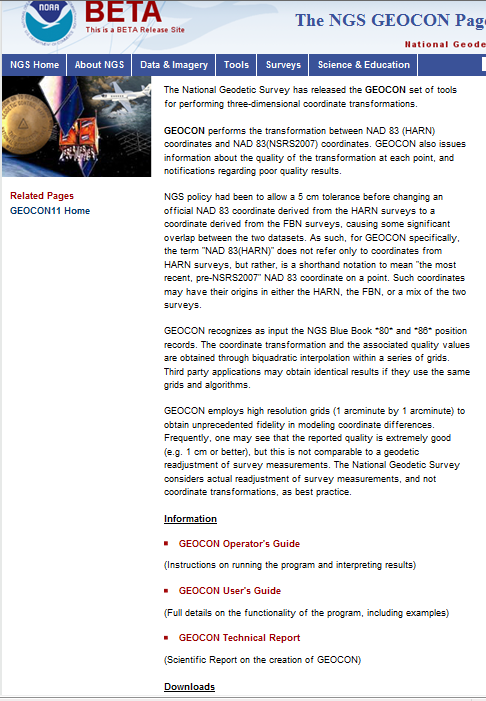 NOAA
BETA
This is a BETA Release Site
The NGS GEOCON Pag
National Geode
NGS Home
About NGS
Data & Imagery
Tools
Surveys
Science & Education
Related Pages
GEOCON11 Home
The National Geodetic Survey has released the GEOCON set of tools
for performing three-dimensional coordinate transformations.
GEOCON performs the transformation between NAD 83 (HARN)
coordinates and NAD 83(NSRS2007) coordinates. GEOCON also issues
information about the quality of the transformation at each point, and
notifications regarding poor quality results.
NGS policy had been to allow a 5 cm tolerance before changing an
official NAD 83 coordinate derived from the HARN surveys to a
coordinate derived from the FBN surveys, causing some significant
overlap between the two datasets. As such, for GEOCON specifically,
the term "NAD 83(HARN)" does not refer only to coordinates from
HARN surveys, but rather, is a shorthand notation to mean "the most
recent, pre-NSRS2007" NAD 83 coordinate on a point. Such coordinates
may have their origins in either the HARN, the FBN, or a mix of the two
surveys.
GEOCON recognizes as input the NGS Blue Book *80* and *86* position
records. The coordinate transformation and the associated quality values
are obtained through biquadratic interpolation within a series of grids.
Third party applications may obtain identical results if they use the same
grids and algorithms.
GEOCON employs high resolution grids (1 arcminute by 1 arcminute) to
obtain unprecedented fidelity in modeling coordinate differences.
Frequently, one may see that the reported quality is extremely good
(e.g. 1 cm or better), but this is not comparable to a geodetic
readjustment of survey measurements. The National Geodetic Survey
considers actual readjustment of survey measurements, and not
coordinate transformations, as best practice.
Information
GEOCON Operator's Guide
(Instructions on running the program and interpreting results)
GEOCON User's Guide
(Full details on the functionality of the program, including examples)
GEOCON Technical Report
(Scientific Report on the creation of GEOCON)
Downloads